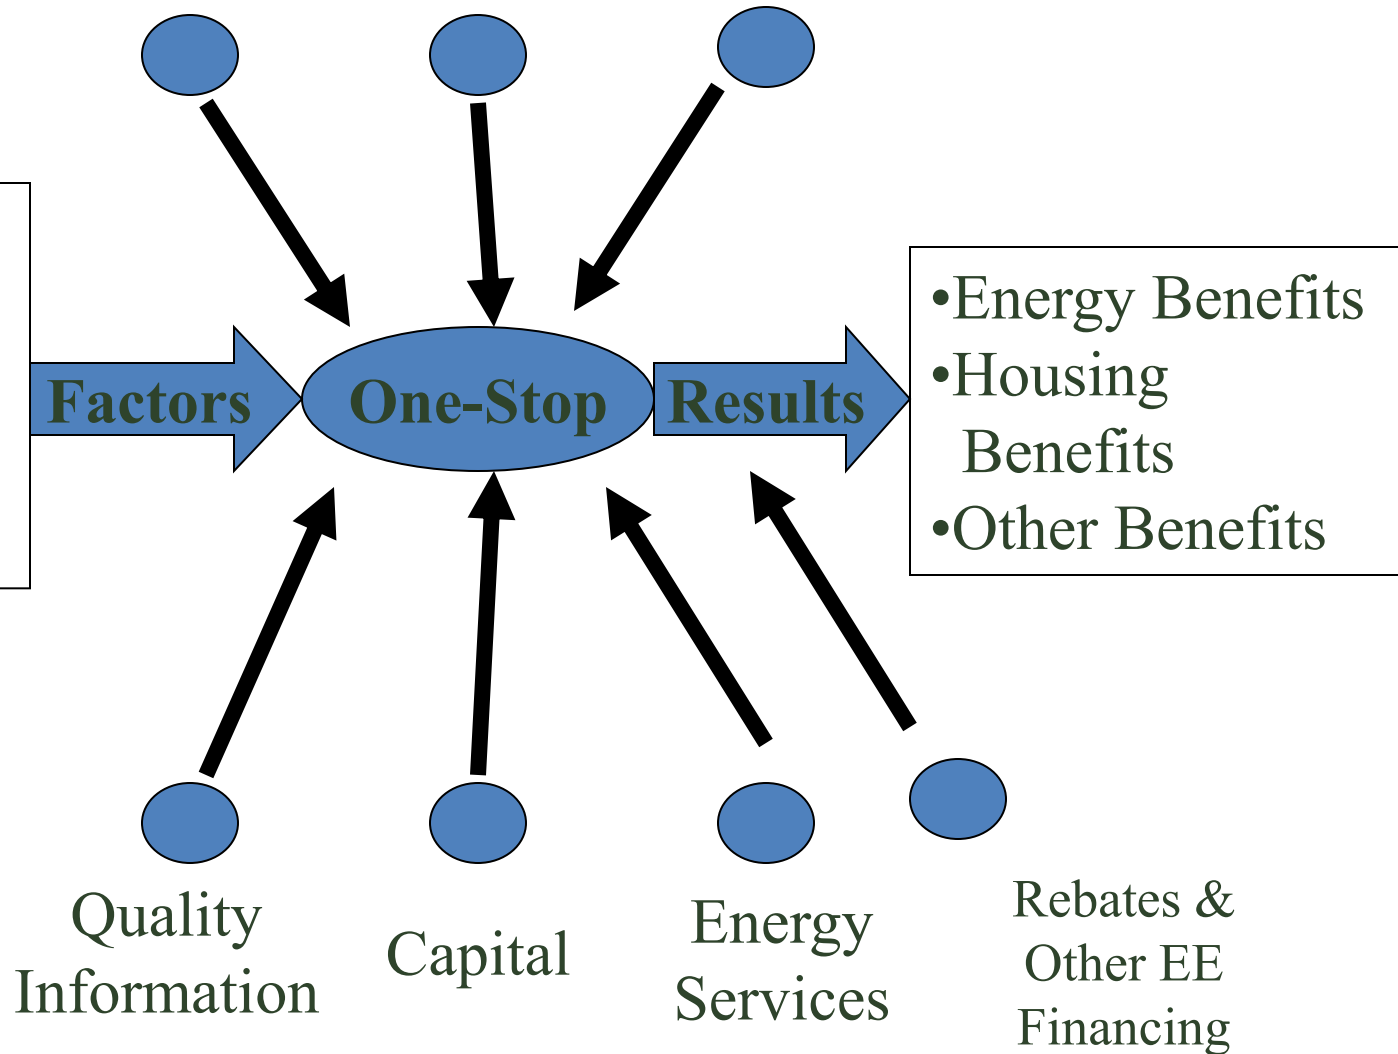 Factors
One-Stop
Results
•Energy Benefits
•Housing
Benefits
•Other Benefits
Quality
Information
Capital
Energy
Services
Rebates &
Other EE
Financing